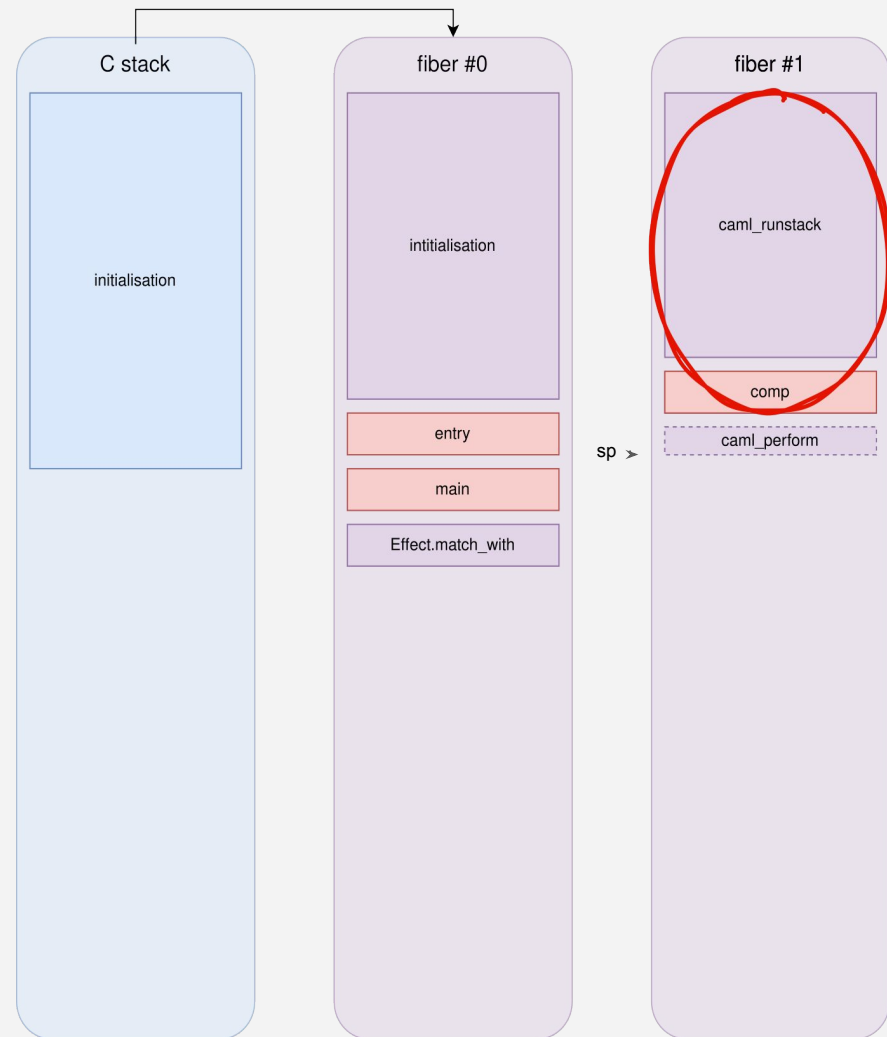 C stack
initialisation
fiber #0
intitialisation
entry
main
Effect.match_with
sp
fiber #1
caml_runstack
comp
caml_perform